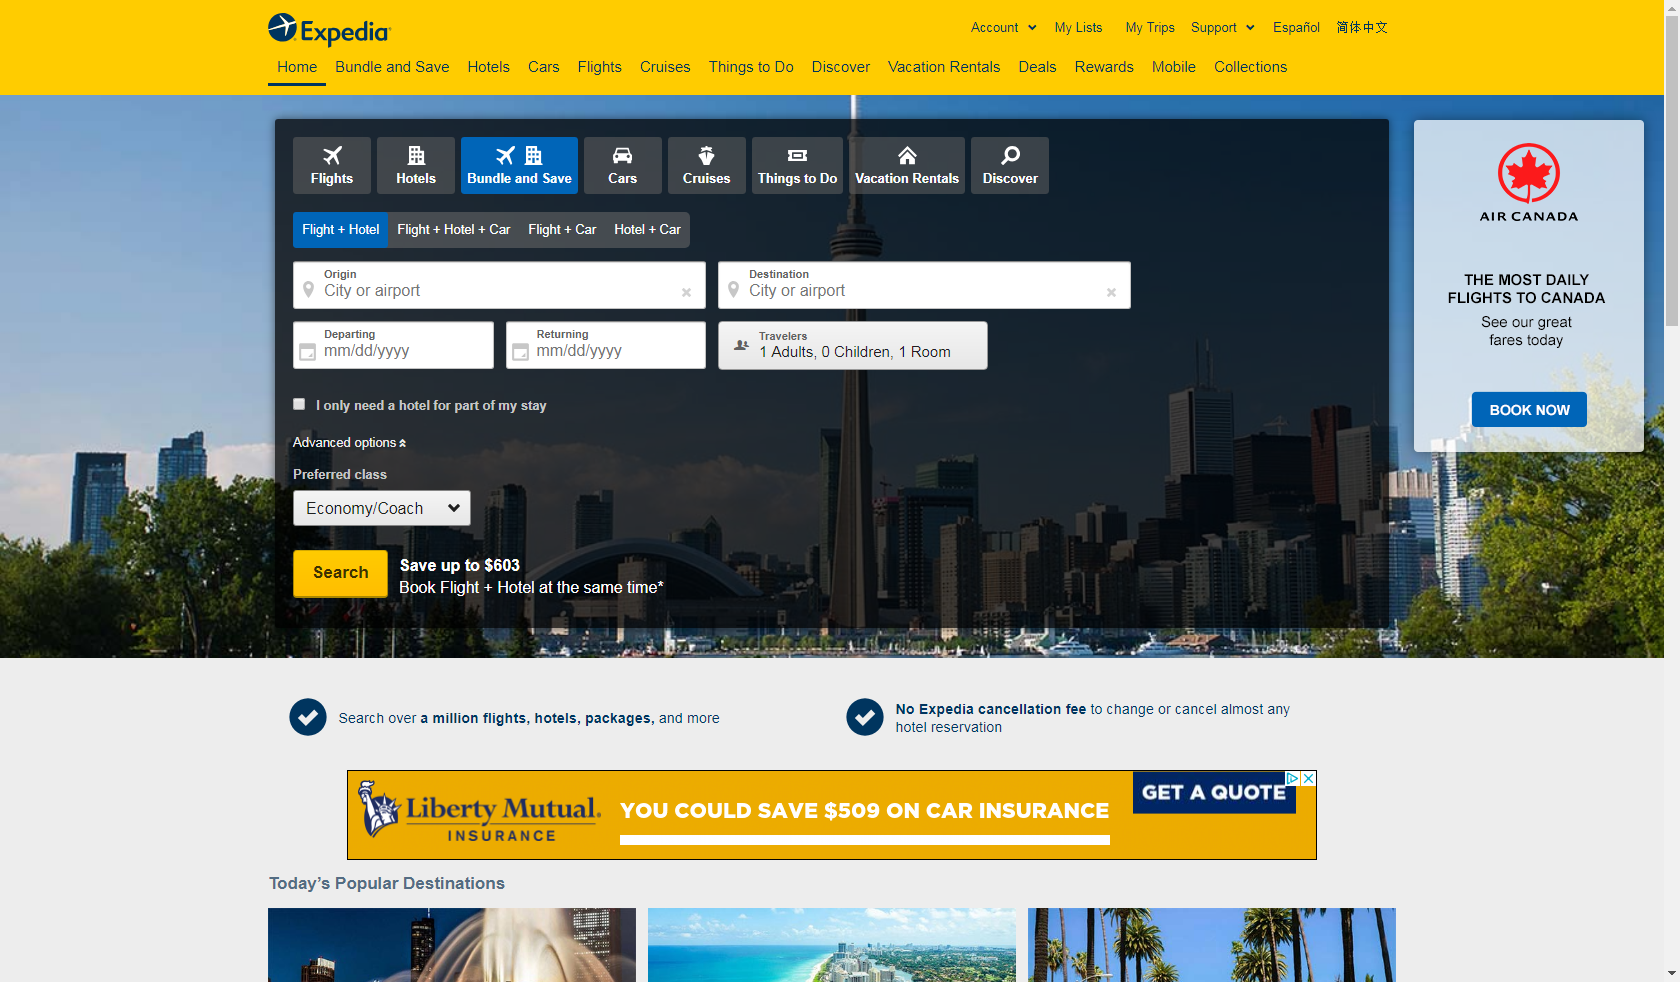 Expedia
Account
My Lists
My Trips
Support
Español
简体中文
Home
Bundle and Save
Hotels
Cars
Flights
Cruises
Things to Do
Discover
Vacation Rentals
Deals
Rewards
Mobile
Collections
Flights
Hotels
Bundle and Save
Cars
Cruises
Things to Do
Vacation Rentals
Discover
Flight + Hotel
Flight + Hotel + Car
Flight + Car
Hotel + Car
Origin
City or airport
Destination
City or airport
Departing
mm/dd/yyyy
Returning
mm/dd/yyyy
Travelers
1 Adults, 0 Children, 1 Room
I only need a hotel for part of my stay
Advanced options
Preferred class
Economy/Coach
Search
Save up to $603
Book Flight + Hotel at the same time*
AIR CANADA
THE MOST DAILY
FLIGHTS TO CANADA
See our great
fares today
BOOK NOW
Search over a million flights, hotels, packages, and more
No Expedia cancellation fee to change or cancel almost any
hotel reservation
Liberty Mutual.
INSURANCE
YOU COULD SAVE $509 ON CAR INSURANCE
GET A QUOTE
Today’s Popular Destinations